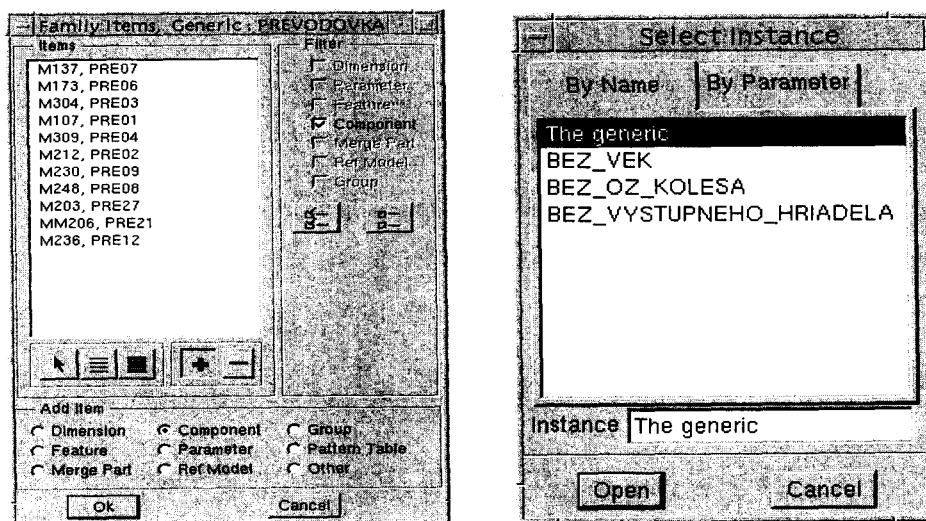 Family Items, Generic : PREVODOVKA
Items
M137, PRE07
M173, PRE06
M304, PRE03
M107, PRE01
M309, PRE04
M212, PRE02
M230, PRE09
M248, PRE08
M203, PRE27
MM206, PRE21
M236, PRE12
Filter
Dimension
Parameter
Feature
Component
Merge Part
Ref Model
Group
Add Item
Dimension Component Group
Feature Parameter Pattern Table
Merge Part Ref Model Other
OK Cancel
Select Instance
By Name By Parameter
The generic
BEZ_VEK
BEZ_OZ_KOLESA
BEZ_VYSTUPNEHO_HRIADELA
Instance The generic
Open Cancel